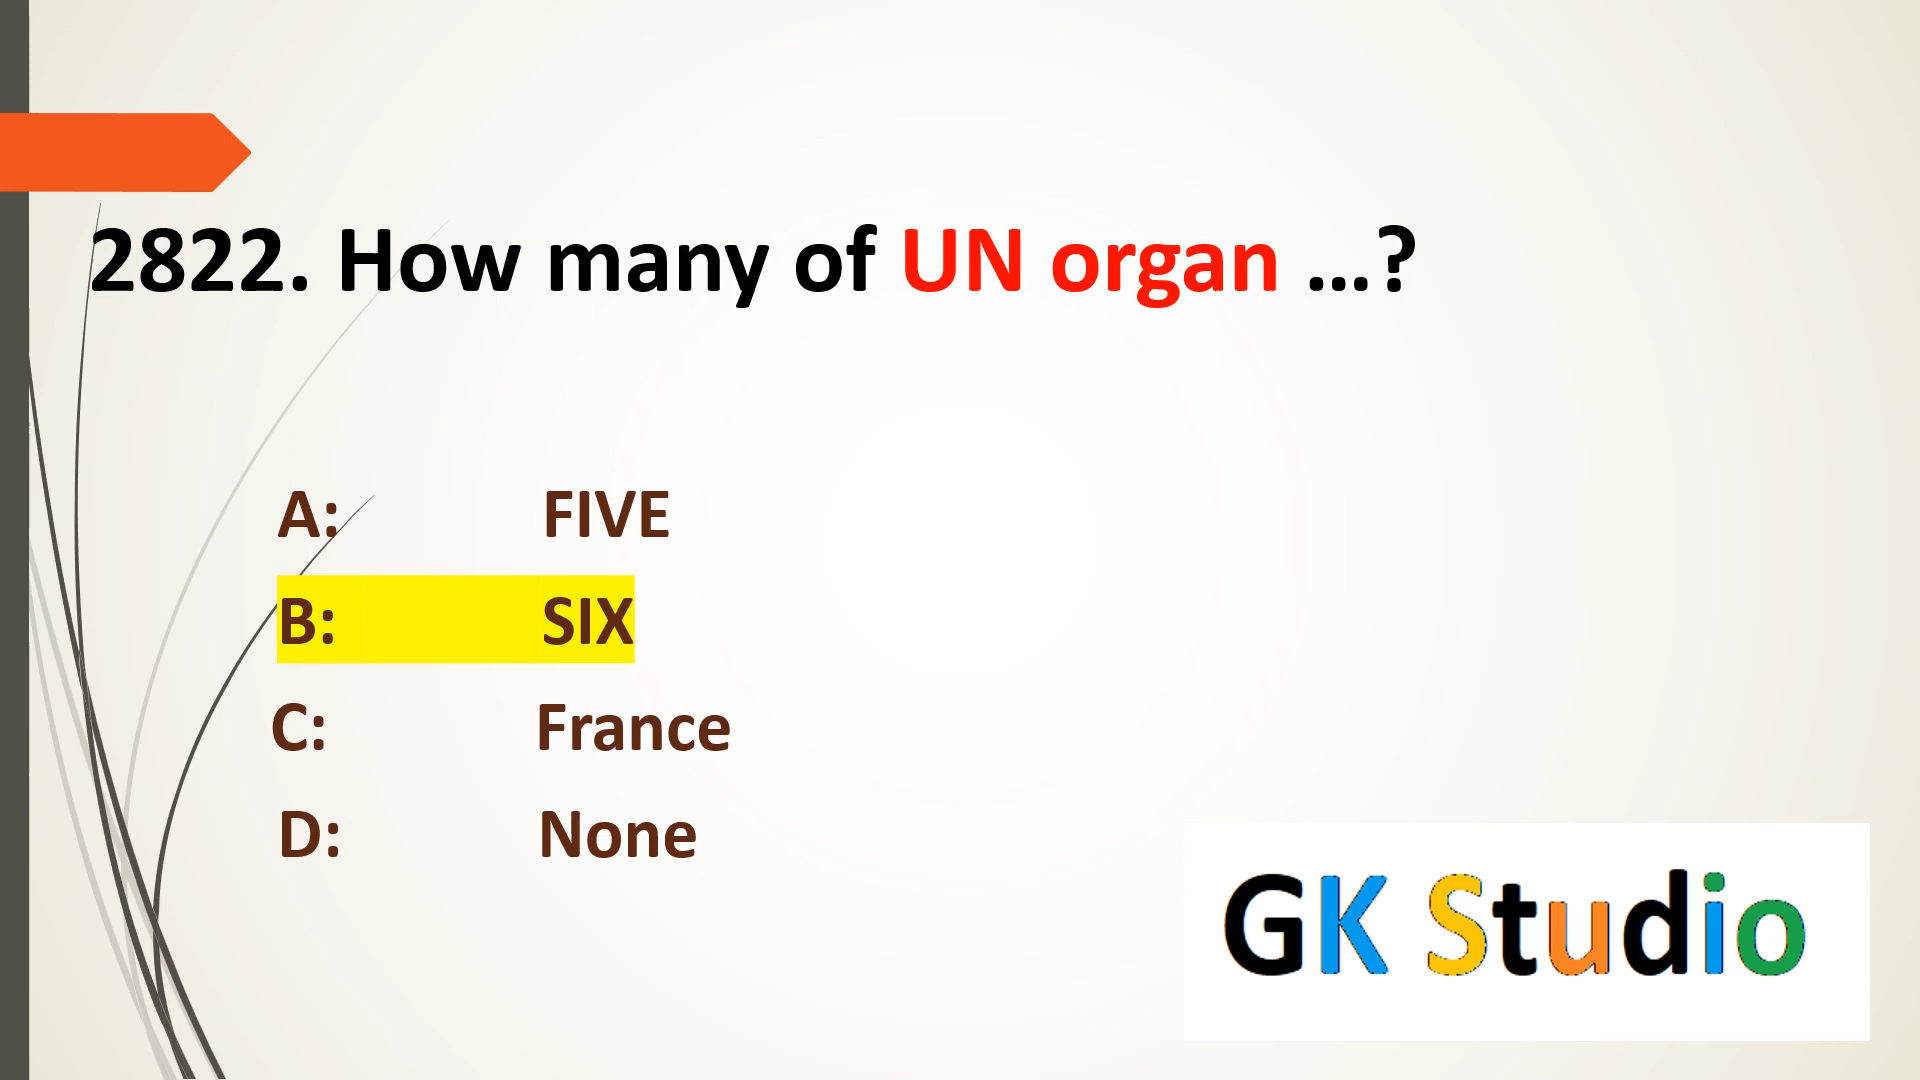 2822. How many of UN organ ...?
A: FIVE
B: SIX
C: France
D: None
GK Studio